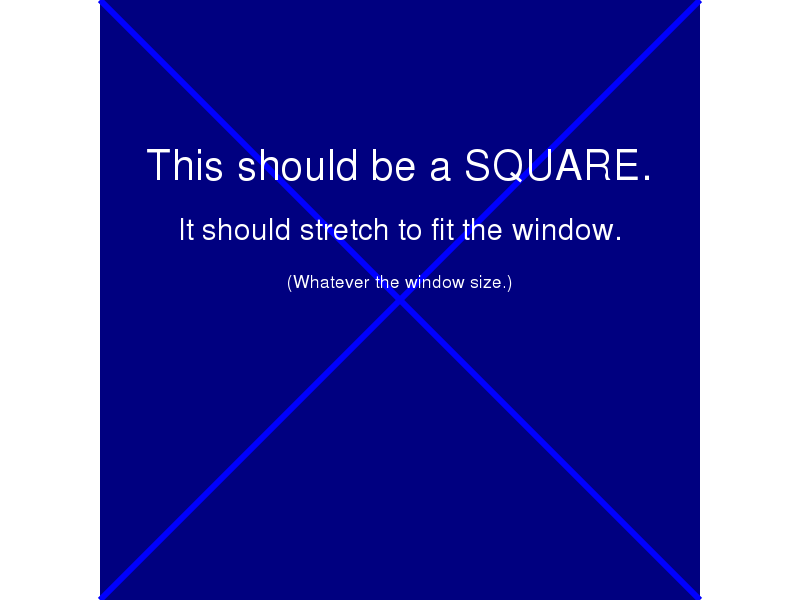 This should be a SQUARE.
It should stretch to fit the window.
(Whatever the window size.)